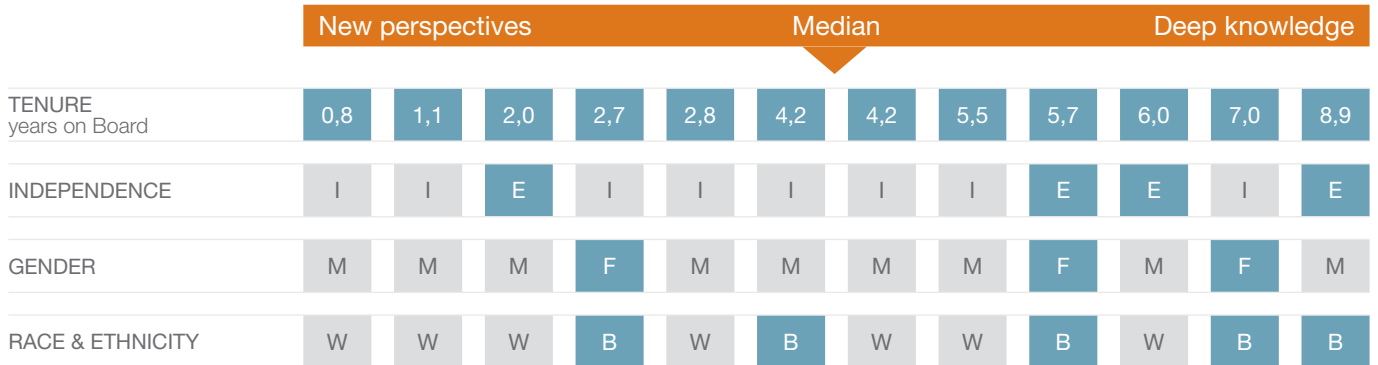 New perspectives Median Deep knowledge
TENURE 0,8 1,1 2,0 2,7 2,8 4,2 4,2 5,5 5,7 6,0 7,0 8,9
years on Board
INDEPENDENCE I I E I I I I I E E I E
GENDER M M M F M M M M F M F M
RACE & ETHNICITY W W W B W B W W B W B B